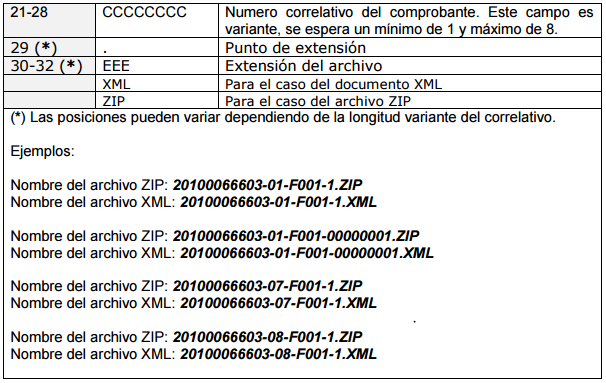 21-28 CCCCCCCC Numero correlativo del comprobante. Este campo es
variante, se espera un mínimo de 1 y máximo de 8.
29 (*) . Punto de extensión
30-32 (*) EEE Extensión del archivo
XML Para el caso del documento XML
ZIP Para el caso del archivo ZIP
(*) Las posiciones pueden variar dependiendo de la longitud variante del correlativo.
Ejemplos:
Nombre del archivo ZIP: 20100066603-01-F001-1.ZIP
Nombre del archivo XML: 20100066603-01-F001-1.XML
Nombre del archivo ZIP: 20100066603-01-F001-00000001.ZIP
Nombre del archivo XML: 20100066603-01-F001-00000001.XML
Nombre del archivo ZIP: 20100066603-07-F001-1.ZIP
Nombre del archivo XML: 20100066603-07-F001-1.XML
.
Nombre del archivo ZIP: 20100066603-08-F001-1.ZIP
Nombre del archivo XML: 20100066603-08-F001-1.XML